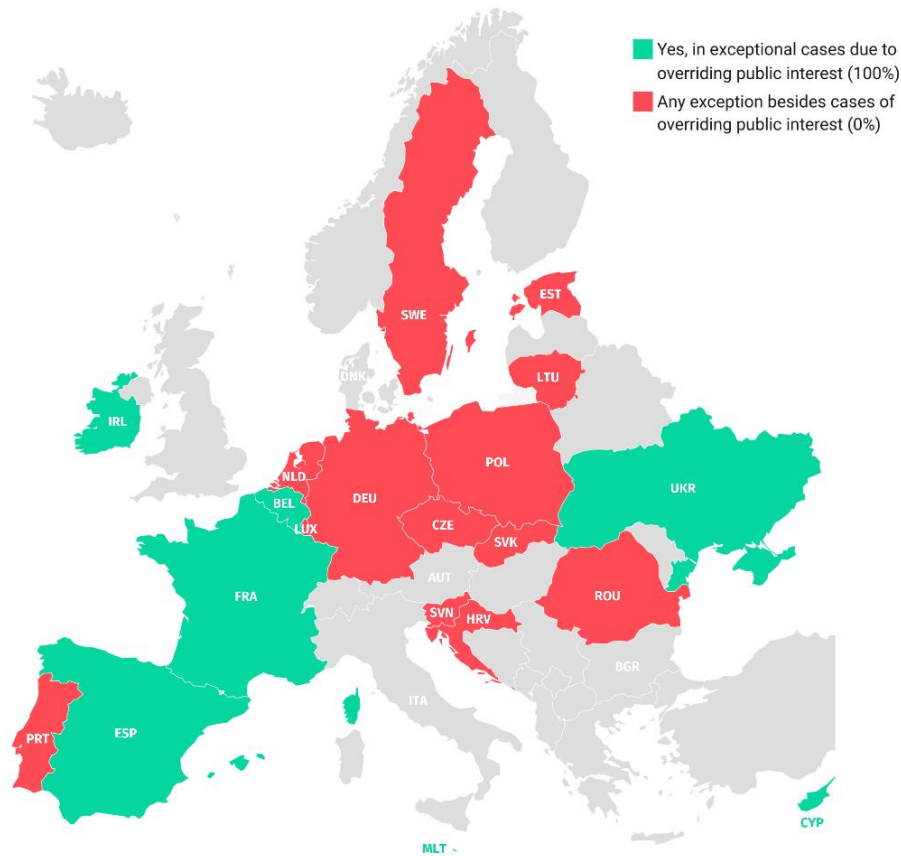 Yes, in exceptional cases due to
overriding public interest (100%)
Any exception besides cases of
overriding public interest (0%)
EST
SWE
DNK
LTU
IRL
POL
NLD
UKR
DEU
BEL
CZE
LUX
SVK
AUT
FRA
ROU
SVN
HRV
BGR
ITA
ESP
PRT
CYP
MLT